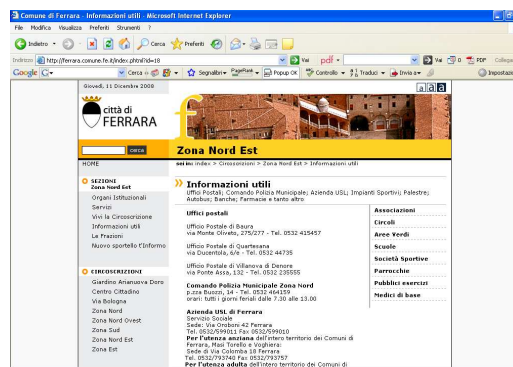 Comune di Ferrara - Informazioni utili - Microsoft Internet Explorer
File Modifica Visualizza Preferiti Strumenti ?
Indietro Cerca Preferiti
Indirizzo http://ferrara.comune.fe.it/index.phtml?id=18 Vai pdf Vai 0 PDF Collega
Google G Cerca Segnalibri PageRank Popup OK Controllo Traduci Invia a Impostazio
Giovedì, 11 Dicembre 2008
a a a
città di
FERRARA
f
cerca
Zona Nord Est
HOME
sei in: index > Circoscrizioni > Zona Nord Est > Informazioni utili
SEZIONI
Zona Nord Est
Organi Istituzionali
Servizi
Vivi la Circoscrizione
Informazioni utili
Le Frazioni
Nuovo sportello t'Informo
CIRCOSCRIZIONI
Giardino Arianuova Doro
Centro Cittadino
Via Bologna
Zona Nord
Zona Nord Ovest
Zona Sud
Zona Nord Est
Zona Est
Informazioni utili
Uffici Postali; Comando Polizia Municipale; Azienda USL; Impianti Sportivi; Palestre;
Autobus; Banche; Farmacie e tanto altro
Uffici postali
Ufficio Postale di Baura
via Monte Oliveto, 275/277 - Tel. 0532 415457
Ufficio Postale di Quartesana
via Ducentola, 6/e - Tel. 0532 44735
Ufficio Postale di Villanova di Denore
via Ponte Assa, 132 - Tel. 0532 235555
Comando Polizia Municipale Zona Nord
p.zza Buozzi, 14 - Tel. 0532 464159
orari: tutti i giorni feriali dalle 7.30 alle 13.00
Azienda USL di Ferrara
Servizio Sociale
Sede: Via Oroboni 42 Ferrara
Tel. 0532/599011 Fax 0532/599010
Per l'utenza anziana dell'intero territorio dei Comuni di
Ferrara, Masi Torello e Voghiera:
Sede di Via Colomba 18 Ferrara
Tel. 0532/793740 Fax 0532/793757
Per l'utenza adulta dell'intero territorio dei Comuni di
Associazioni
Circoli
Aree Verdi
Scuole
Società Sportive
Parrocchie
Pubblici esercizi
Medici di base